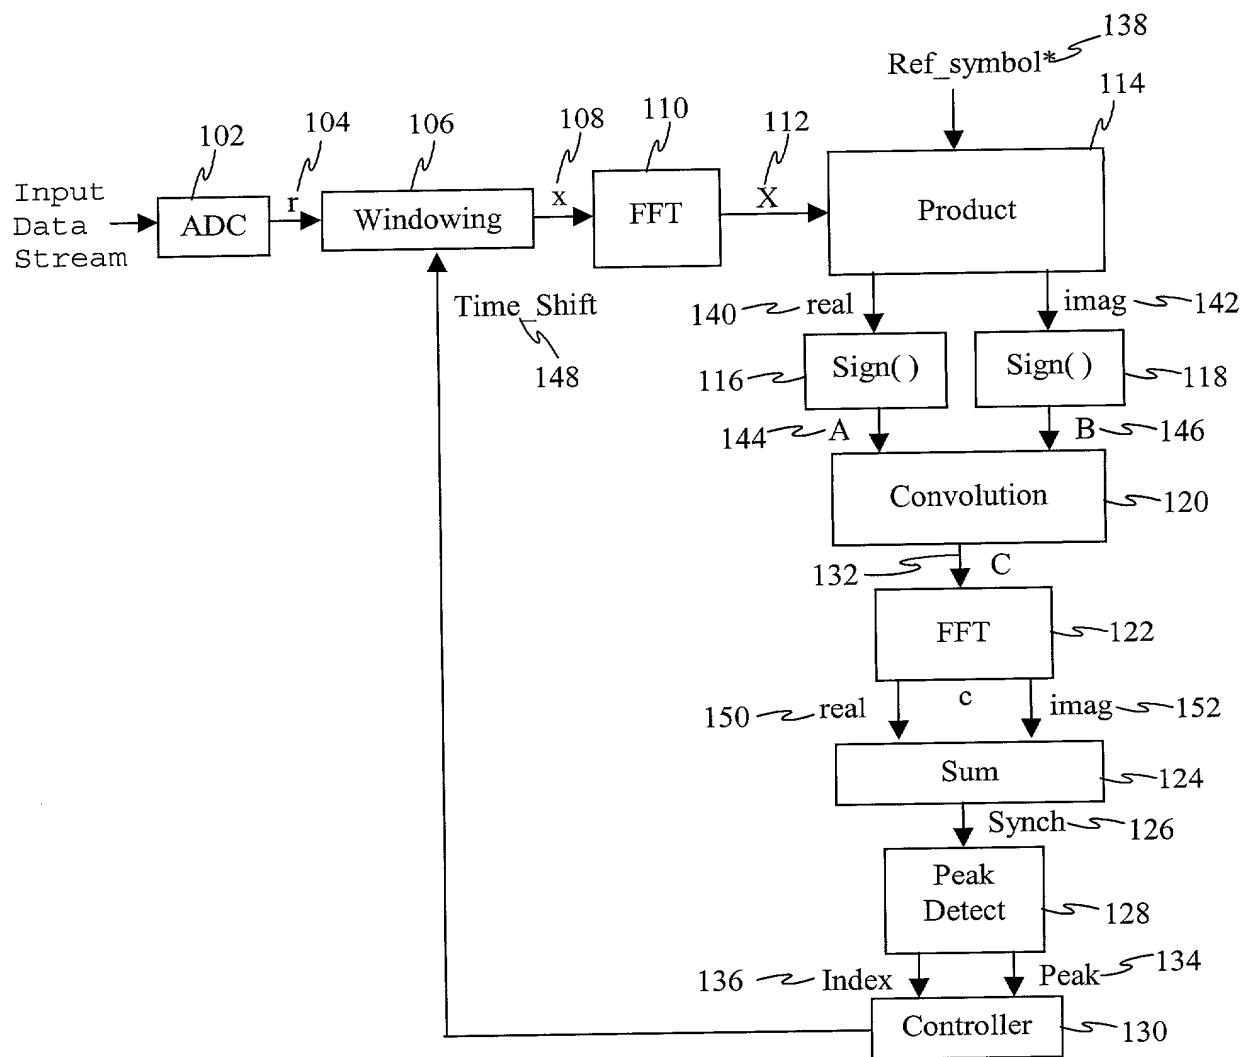 138
Ref_symbol*
114
102
104
106
108
110
112
Input
Data
Stream
ADC
r
Windowing
x
FFT
X
Product
Time_Shift
148
140
real
imag
142
116
Sign( )
Sign( )
118
144
A
B
146
Convolution
120
132
C
FFT
122
150
real
c
imag
152
Sum
124
Synch
126
Peak
Detect
128
136
Index
Peak
134
Controller
130